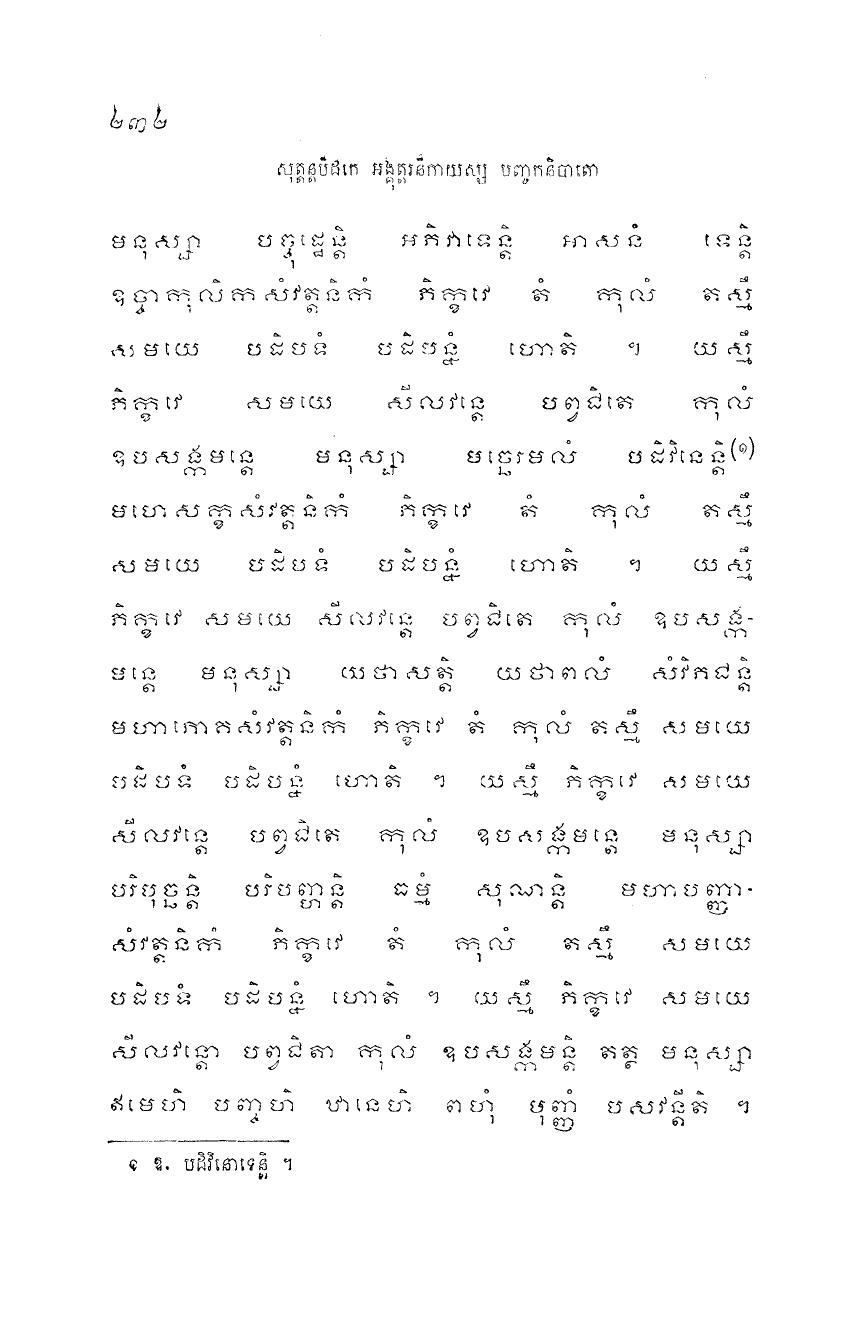 ២៣២
សុត្តន្តបិដកេ អង្គុត្តរនិកាយស្ស បញ្ចកនិបាតោ
មនុស្សា បច្ចុដ្ឋេន្តិ អភិវាទេន្តិ អាសនំ ទេន្តិ
ឧច្ចាកុលិកសំវត្តនិកំ ភិក្ខវេ តំ កុលំ តស្មឹ
សមយេ បដិបទំ បដិបន្នំ ហោតិ ។ យស្មឹ
ភិក្ខវេ សមយេ សីលវន្តេ បព្វជិតេ កុលំ
ឧបសង្កមន្តេ មនុស្សា មច្ឆេរមលំ បដិវិនេន្តិ(១)
មហេសក្ខសំវត្តនិកំ ភិក្ខវេ តំ កុលំ តស្មឹ
សមយេ បដិបទំ បដិបន្នំ ហោតិ ។ យស្មឹ
ភិក្ខវេ សមយេ សីលវន្តេ បព្វជិតេ កុលំ ឧបសង្ក-
មន្តេ មនុស្សា យថាសត្តិ យថាពលំ សំវិភជន្តិ
មហាភោគសំវត្តនិកំ ភិក្ខវេ តំ កុលំ តស្មឹ សមយេ
បដិបទំ បដិបន្នំ ហោតិ ។ យស្មឹ ភិក្ខវេ សមយេ
សីលវន្តេ បព្វជិតេ កុលំ ឧបសង្កមន្តេ មនុស្សា
បរិបុច្ឆន្តិ បរិបញ្ហន្តិ ធម្មំ សុណន្តិ មហាបញ្ញា-
សំវត្តនិកំ ភិក្ខវេ តំ កុលំ តស្មឹ សមយេ
បដិបទំ បដិបន្នំ ហោតិ ។ យស្មឹ ភិក្ខវេ សមយេ
សីលវន្តោ បព្វជិតា កុលំ ឧបសង្កមន្តិ តត្ថ មនុស្សា
ឥមេហិ បញ្ចហិ ឋានេហិ ពហុំ បុញ្ញំ បសវន្តីតិ ។
១ ឱ. បដិវិនោទេន្តិ ។